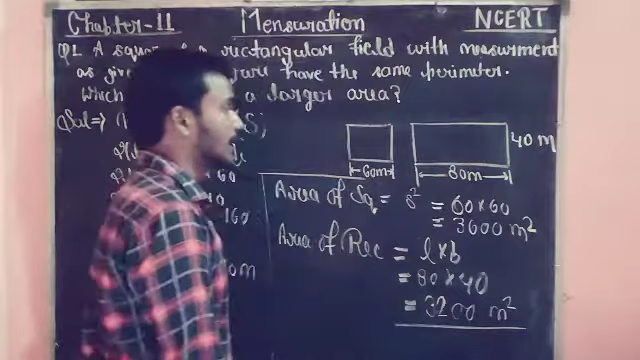 Chapter-11 Mensuration NCERT
Q1. A square a rectangular field with measurment
as have the same perimeter.
Which a larger area?
Sol⇒
40 m
60m
80m
60
160
Area of Sq = s² = 60×60
= 3600 m²
Area of Rec = l×b
= 80×40
= 3200 m²